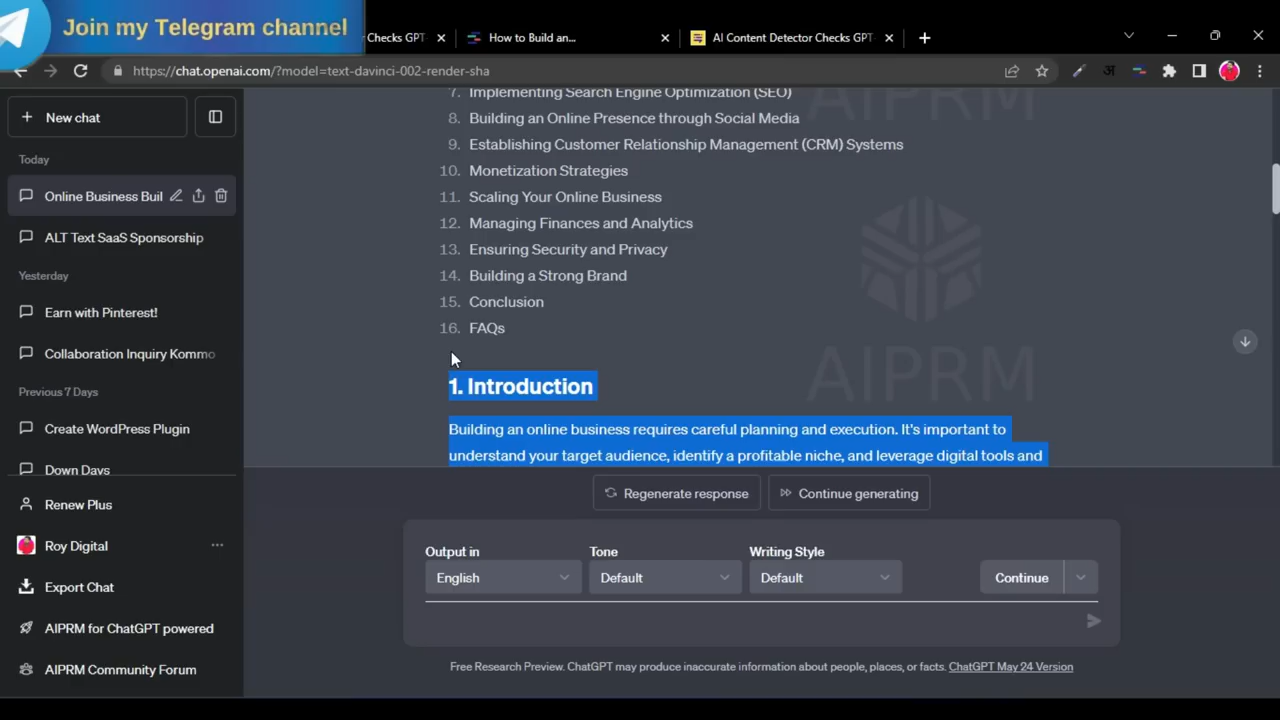 Join my Telegram channel
Checks GPT
How to Build an...
AI Content Detector Checks GPT
https://chat.openai.com/?model=text-davinci-002-render-sha
New chat
Today
Online Business Buil
ALT Text SaaS Sponsorship
Yesterday
Earn with Pinterest!
Collaboration Inquiry Kommo
Previous 7 Days
Create WordPress Plugin
Down Days
Renew Plus
Roy Digital
Export Chat
AIPRM for ChatGPT powered
AIPRM Community Forum
7. Implementing Search Engine Optimization (SEO)
8. Building an Online Presence through Social Media
9. Establishing Customer Relationship Management (CRM) Systems
10. Monetization Strategies
11. Scaling Your Online Business
12. Managing Finances and Analytics
13. Ensuring Security and Privacy
14. Building a Strong Brand
15. Conclusion
16. FAQs
AIPRM
AIPRM
1. Introduction
Building an online business requires careful planning and execution. It's important to
understand your target audience, identify a profitable niche, and leverage digital tools and
Regenerate response
Continue generating
Output in
Tone
Writing Style
English
Default
Default
Continue
Free Research Preview. ChatGPT may produce inaccurate information about people, places, or facts. ChatGPT May 24 Version